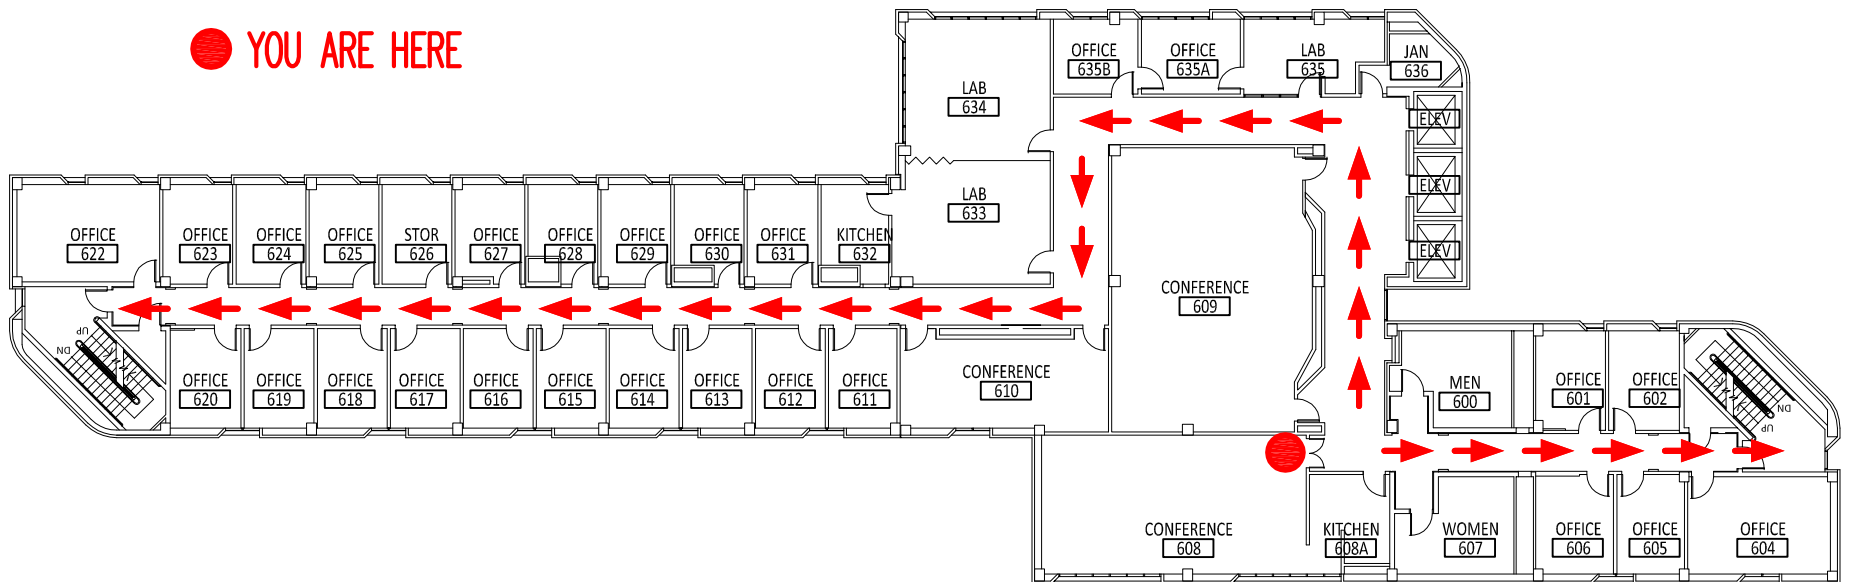 YOU ARE HERE
OFFICE
635B
OFFICE
635A
LAB
635
JAN
636
LAB
634
ELEV
ELEV
ELEV
LAB
633
OFFICE
622
OFFICE
623
OFFICE
624
OFFICE
625
STOR
626
OFFICE
627
OFFICE
628
OFFICE
629
OFFICE
630
OFFICE
631
KITCHEN
632
CONFERENCE
609
UP
DN
OFFICE
620
OFFICE
619
OFFICE
618
OFFICE
617
OFFICE
616
OFFICE
615
OFFICE
614
OFFICE
613
OFFICE
612
OFFICE
611
CONFERENCE
610
MEN
600
OFFICE
601
OFFICE
602
DN
UP
CONFERENCE
608
KITCHEN
608A
WOMEN
607
OFFICE
606
OFFICE
605
OFFICE
604